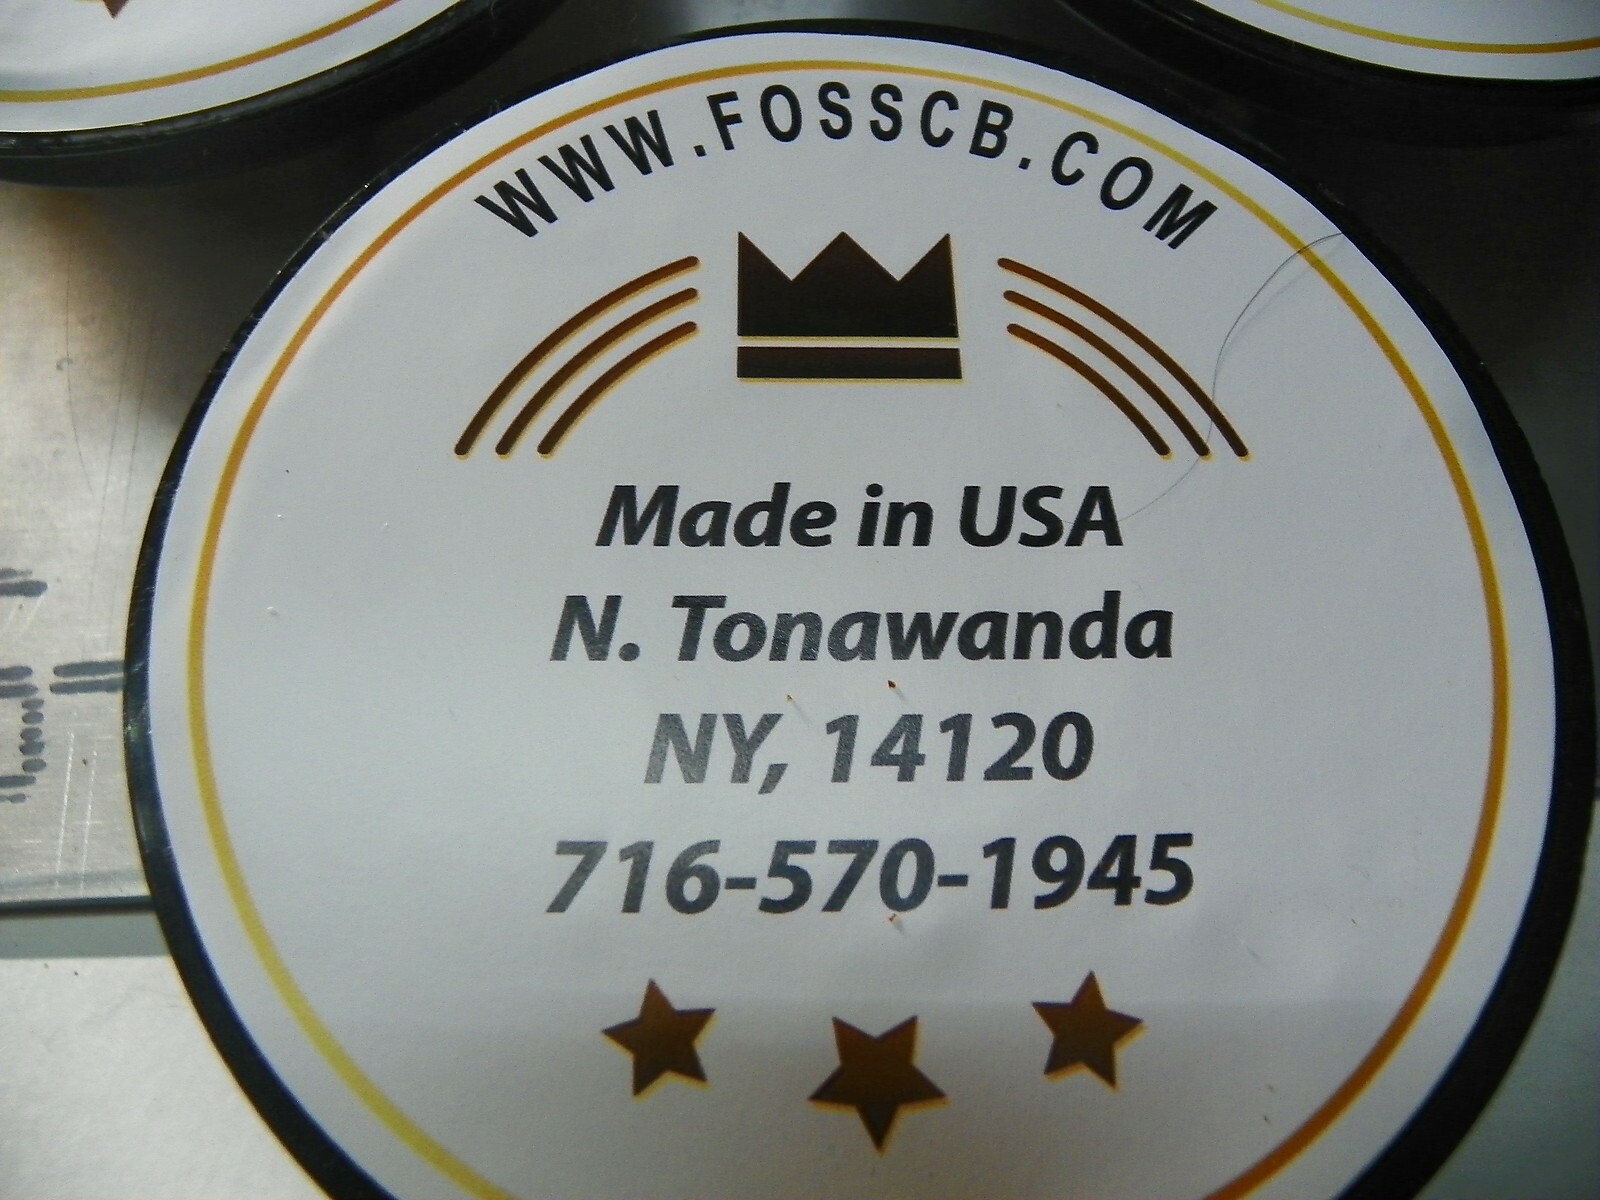 WWW.FOSSCB.COM
Made in USA
N. Tonawanda
NY, 14120
716-570-1945